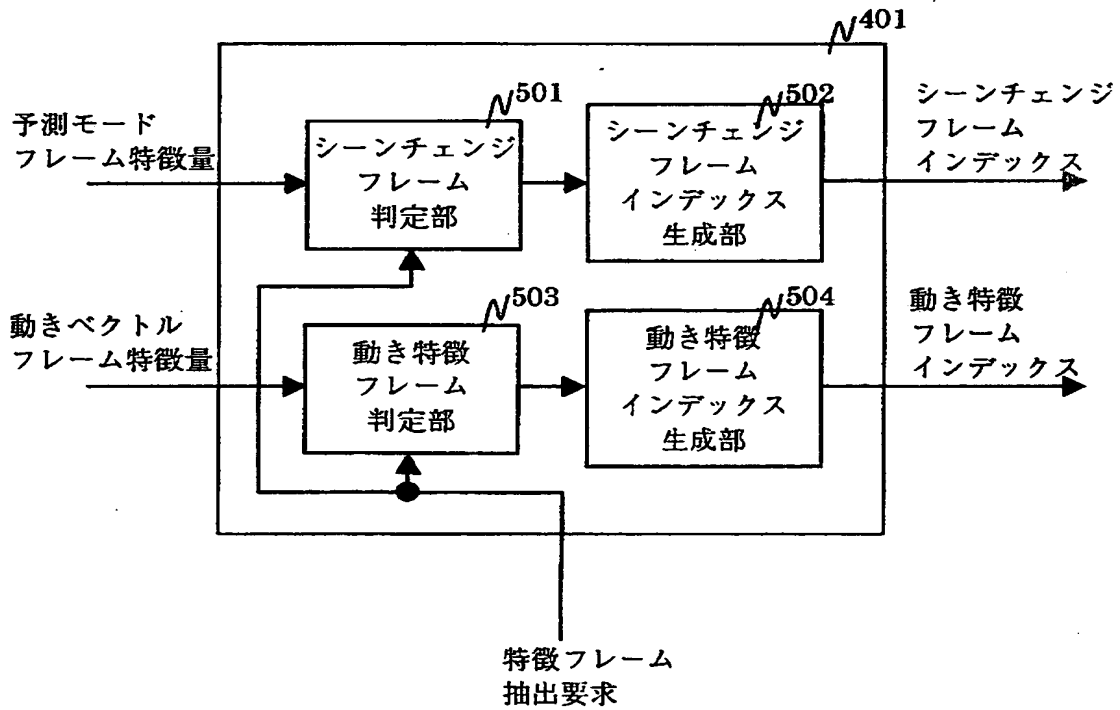 401
予測モード
フレーム特徴量
501
シーンチェンジ
フレーム
判定部
502
シーンチェンジ
フレーム
インデックス
生成部
シーンチェンジ
フレーム
インデックス
動きベクトル
フレーム特徴量
503
動き特徴
フレーム
判定部
504
動き特徴
フレーム
インデックス
生成部
動き特徴
フレーム
インデックス
特徴フレーム
抽出要求